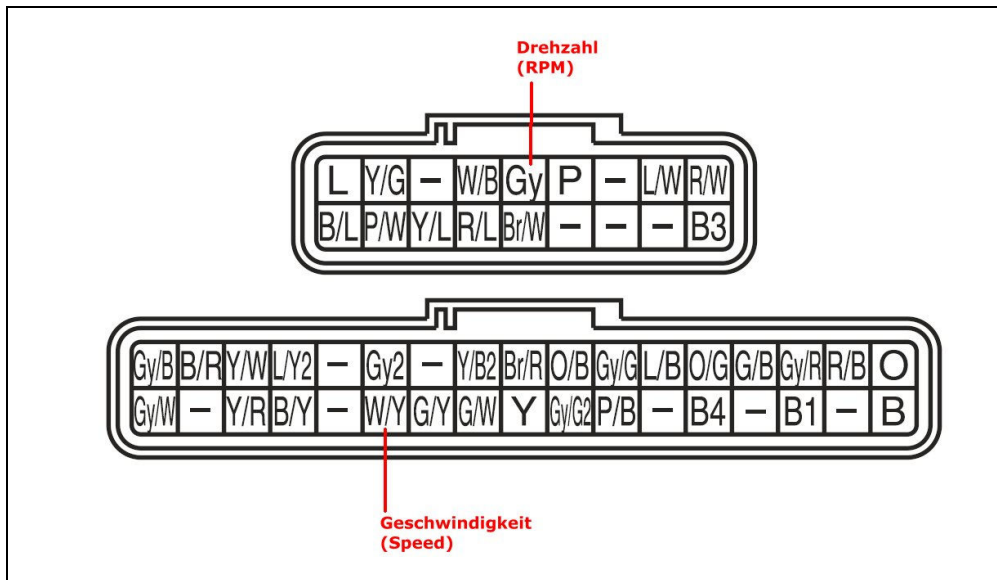 Drehzahl
(RPM)
L Y/G – W/B Gy P – L/W R/W
B/L P/W Y/L R/L Br/W – – – B3
Gy/B B/R Y/W L/Y2 – Gy2 – Y/B2 Br/R O/B Gy/G L/B O/G G/B Gy/R R/B O
Gy/W – Y/R B/Y – W/Y G/Y G/W Y Gy/G2 P/B – B4 – B1 – B
Geschwindigkeit
(Speed)